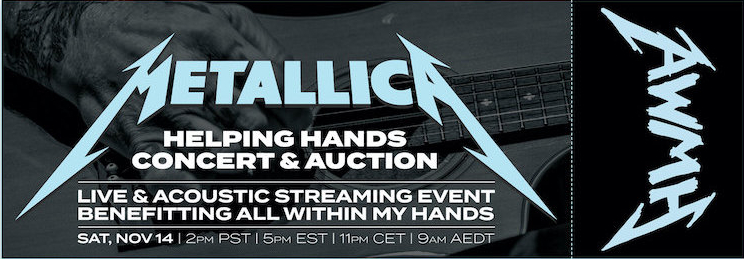 METALLICA
HELPING HANDS
CONCERT & AUCTION
LIVE & ACOUSTIC STREAMING EVENT
BENEFITTING ALL WITHIN MY HANDS
SAT, NOV 14 | 2PM PST | 5PM EST | 11PM CET | 9AM AEDT
AWMH